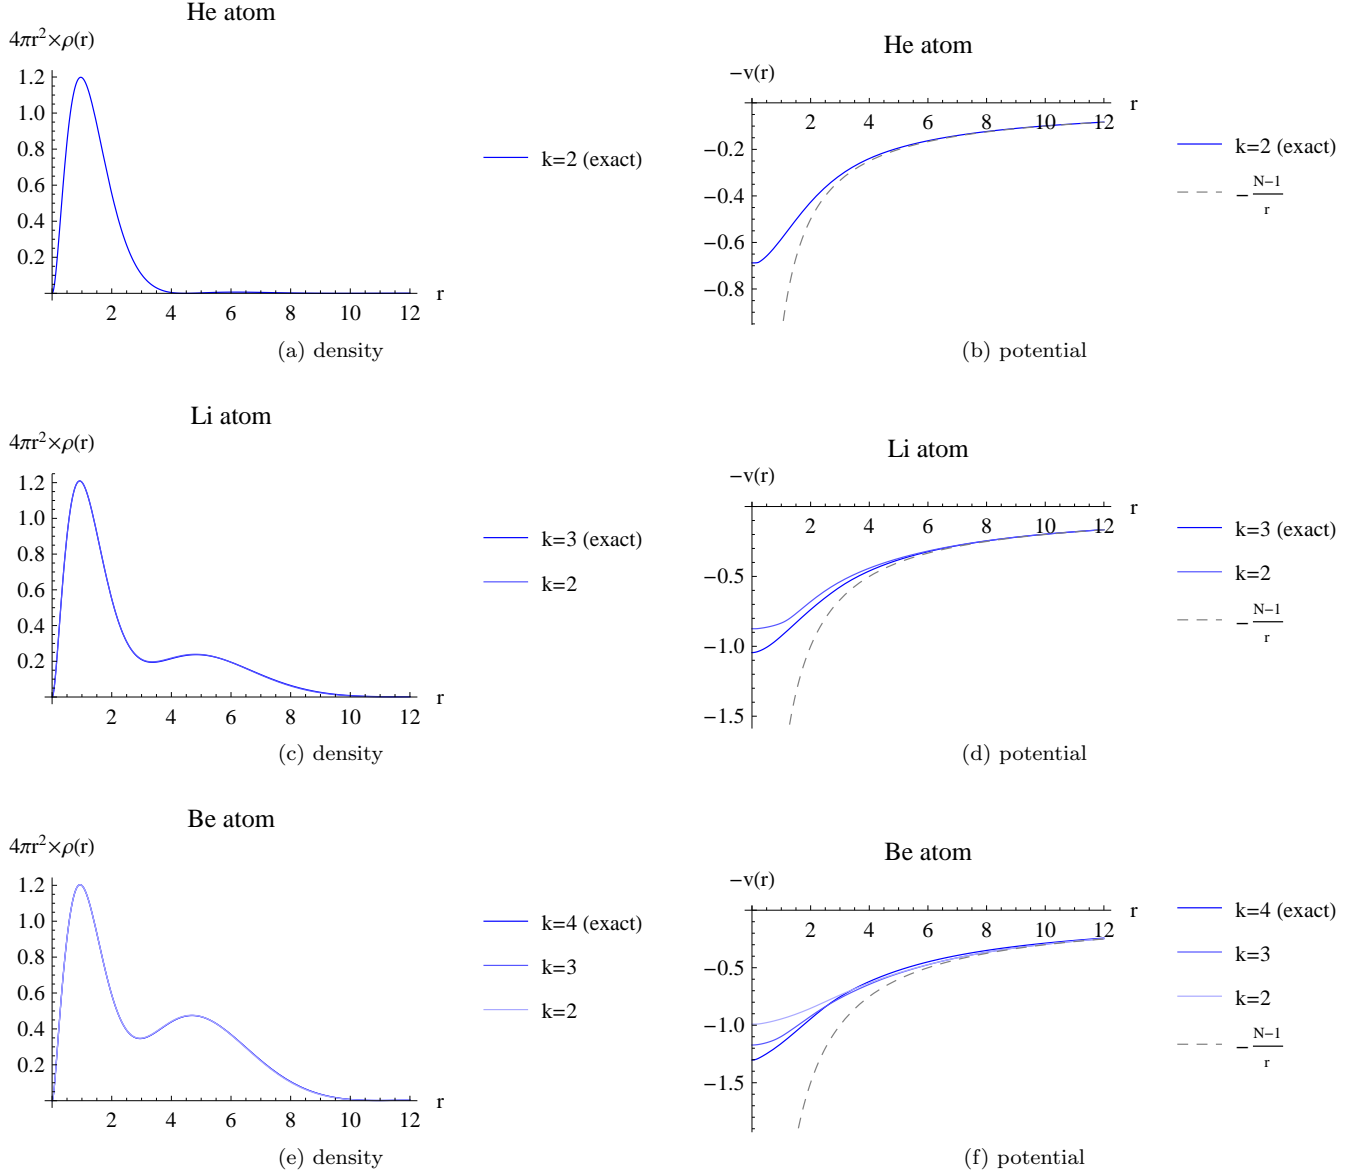 He atom
4πr²×ρ(r)
1.2
1.0
0.8
0.6
0.4
0.2
2 4 6 8 10 12
r
k=2 (exact)
(a) density
He atom
−v(r)
r
2 4 6 8 10 12
−0.2
−0.4
−0.6
−0.8
k=2 (exact)
− N−1
r
(b) potential
Li atom
4πr²×ρ(r)
1.2
1.0
0.8
0.6
0.4
0.2
2 4 6 8 10 12
r
k=3 (exact)
k=2
(c) density
Li atom
−v(r)
r
2 4 6 8 10 12
−0.5
−1.0
−1.5
k=3 (exact)
k=2
− N−1
r
(d) potential
Be atom
4πr²×ρ(r)
1.2
1.0
0.8
0.6
0.4
0.2
2 4 6 8 10 12
r
k=4 (exact)
k=3
k=2
(e) density
Be atom
−v(r)
r
2 4 6 8 10 12
−0.5
−1.0
−1.5
k=4 (exact)
k=3
k=2
− N−1
r
(f) potential